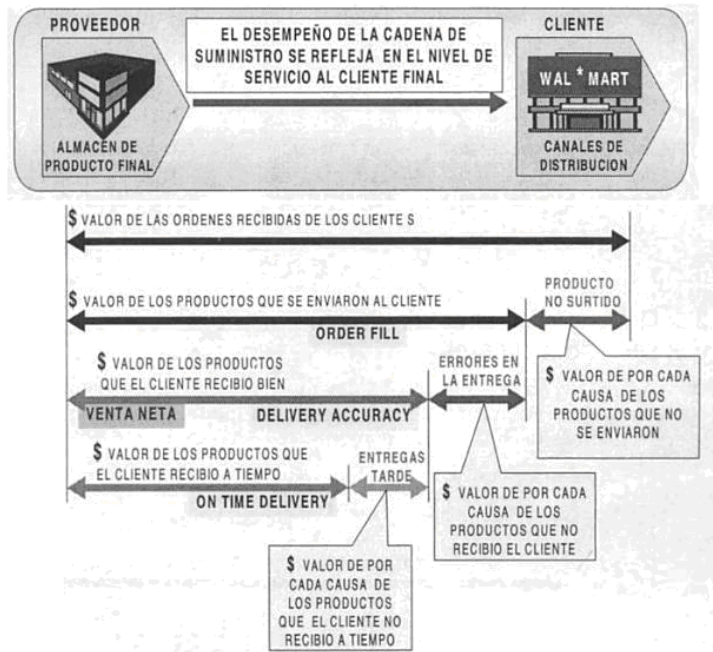 PROVEEDOR
ALMACÉN DE
PRODUCTO FINAL
EL DESEMPEÑO DE LA CADENA DE
SUMINISTRO SE REFLEJA EN EL NIVEL DE
SERVICIO AL CLIENTE FINAL
CLIENTE
WAL * MART
CANALES DE
DISTRIBUCION
$ VALOR DE LAS ORDENES RECIBIDAS DE LOS CLIENTE S
$ VALOR DE LOS PRODUCTOS QUE SE ENVIARON AL CLIENTE
ORDER FILL
PRODUCTO
NO SURTIDO
$ VALOR DE LOS PRODUCTOS
QUE EL CLIENTE RECIBIO BIEN
VENTA NETA
DELIVERY ACCURACY
ERRORES EN
LA ENTREGA
$ VALOR DE POR CADA
CAUSA DE LOS
PRODUCTOS QUE NO
SE ENVIARON
$ VALOR DE LOS PRODUCTOS QUE
EL CLIENTE RECIBIO A TIEMPO
ON TIME DELIVERY
ENTREGAS
TARDE
$ VALOR DE POR CADA
CAUSA DE LOS
PRODUCTOS QUE NO
RECIBIO EL CLIENTE
$ VALOR DE POR
CADA CAUSA DE
LOS PRODUCTOS
QUE EL CLIENTE NO
RECIBIO A TIEMPO